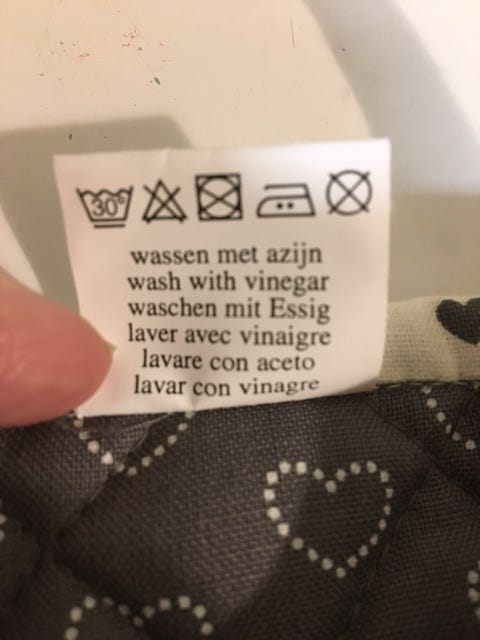 30°
wassen met azijn
wash with vinegar
waschen mit Essig
laver avec vinaigre
lavare con aceto
lavar con vinagre